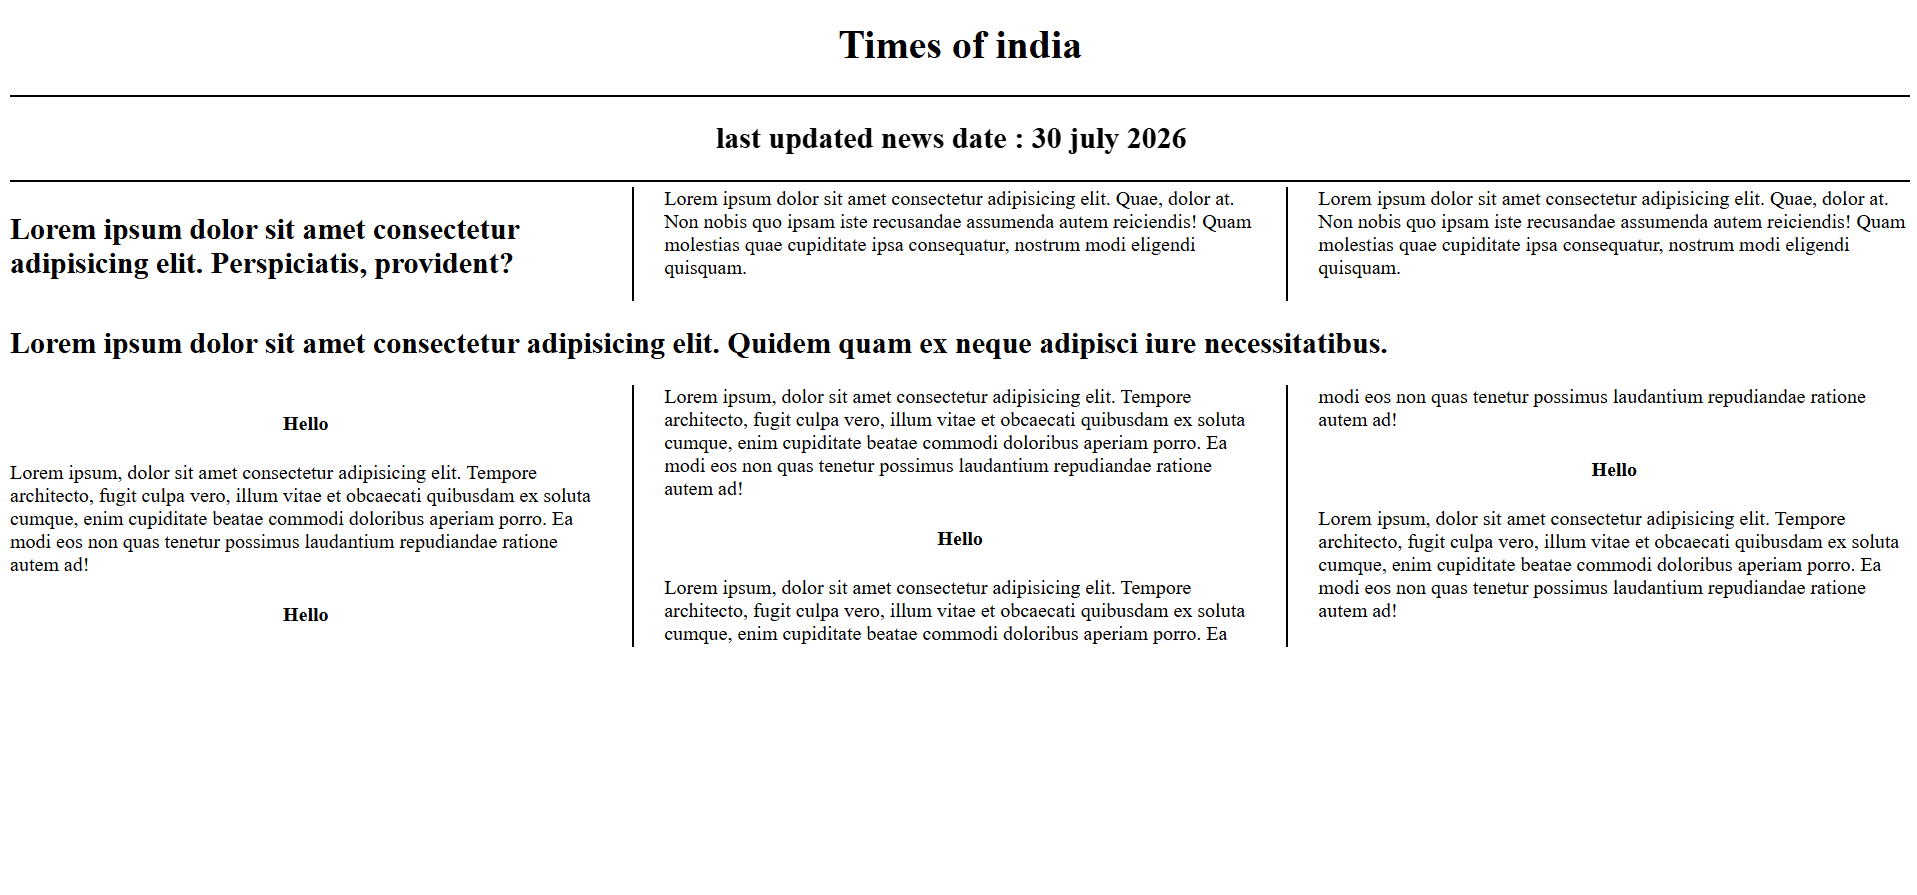 Times of india
last updated news date : 30 july 2026
Lorem ipsum dolor sit amet consectetur
adipisicing elit. Perspiciatis, provident?
Lorem ipsum dolor sit amet consectetur adipisicing elit. Quae, dolor at.
Non nobis quo ipsam iste recusandae assumenda autem reiciendis! Quam
molestias quae cupiditate ipsa consequatur, nostrum modi eligendi
quisquam.
Lorem ipsum dolor sit amet consectetur adipisicing elit. Quae, dolor at.
Non nobis quo ipsam iste recusandae assumenda autem reiciendis! Quam
molestias quae cupiditate ipsa consequatur, nostrum modi eligendi
quisquam.
Lorem ipsum dolor sit amet consectetur adipisicing elit. Quidem quam ex neque adipisci iure necessitatibus.
Hello
Lorem ipsum, dolor sit amet consectetur adipisicing elit. Tempore
architecto, fugit culpa vero, illum vitae et obcaecati quibusdam ex soluta
cumque, enim cupiditate beatae commodi doloribus aperiam porro. Ea
modi eos non quas tenetur possimus laudantium repudiandae ratione
autem ad!
Hello
Lorem ipsum, dolor sit amet consectetur adipisicing elit. Tempore
architecto, fugit culpa vero, illum vitae et obcaecati quibusdam ex soluta
cumque, enim cupiditate beatae commodi doloribus aperiam porro. Ea
modi eos non quas tenetur possimus laudantium repudiandae ratione
autem ad!
Hello
Lorem ipsum, dolor sit amet consectetur adipisicing elit. Tempore
architecto, fugit culpa vero, illum vitae et obcaecati quibusdam ex soluta
cumque, enim cupiditate beatae commodi doloribus aperiam porro. Ea
modi eos non quas tenetur possimus laudantium repudiandae ratione
autem ad!
Hello
Lorem ipsum, dolor sit amet consectetur adipisicing elit. Tempore
architecto, fugit culpa vero, illum vitae et obcaecati quibusdam ex soluta
cumque, enim cupiditate beatae commodi doloribus aperiam porro. Ea
modi eos non quas tenetur possimus laudantium repudiandae ratione
autem ad!